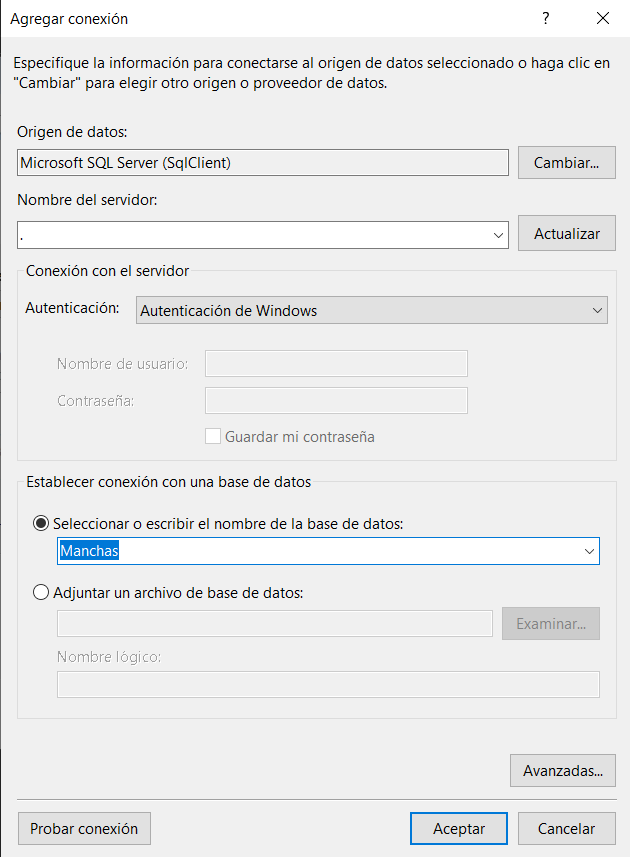 Agregar conexión
?
Especifique la información para conectarse al origen de datos seleccionado o haga clic en
"Cambiar" para elegir otro origen o proveedor de datos.
Origen de datos:
Microsoft SQL Server (SqlClient)
Cambiar...
Nombre del servidor:
.
Actualizar
Conexión con el servidor
Autenticación:
Autenticación de Windows
Nombre de usuario:
Contraseña:
Guardar mi contraseña
Establecer conexión con una base de datos
Seleccionar o escribir el nombre de la base de datos:
Manchas
Adjuntar un archivo de base de datos:
Examinar...
Nombre lógico:
Avanzadas...
Probar conexión
Aceptar
Cancelar